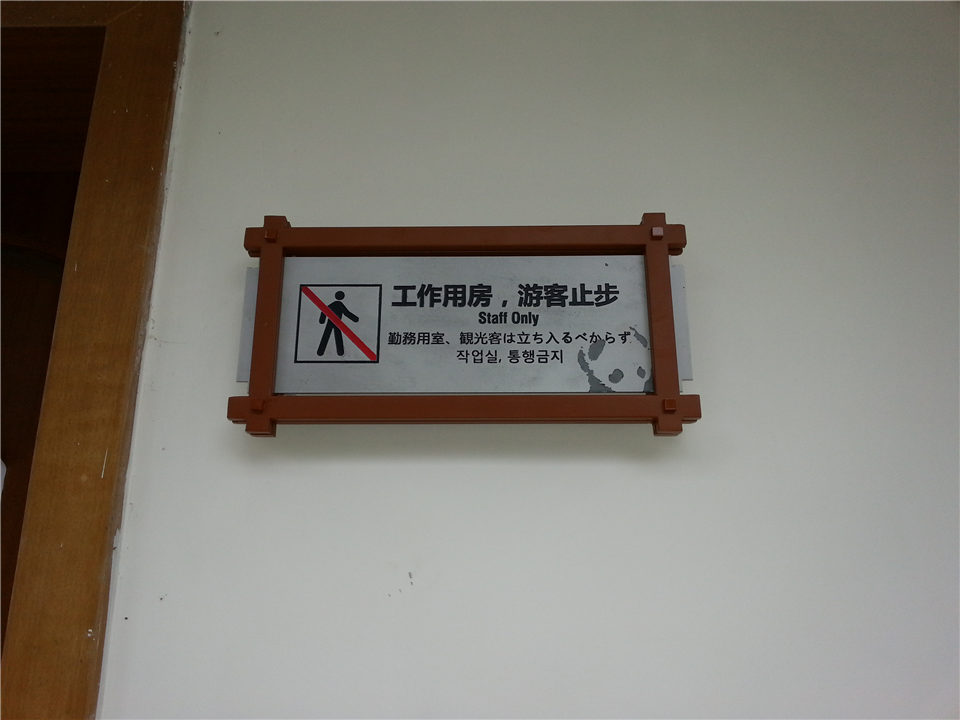 工作用房，游客止步
Staff Only
勤務用室、観光客は立ち入るべからず
작업실, 통행금지